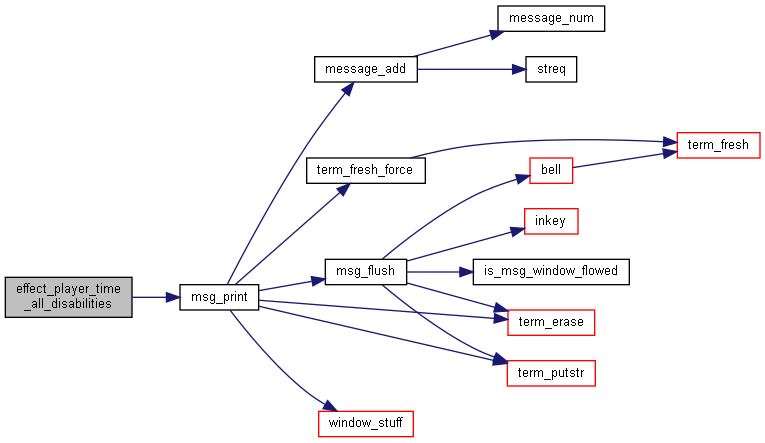 message_num
message_add
streq
term_fresh
term_fresh_force
bell
inkey
msg_flush
is_msg_window_flowed
effect_player_time
_all_disabilities
msg_print
term_erase
term_putstr
window_stuff